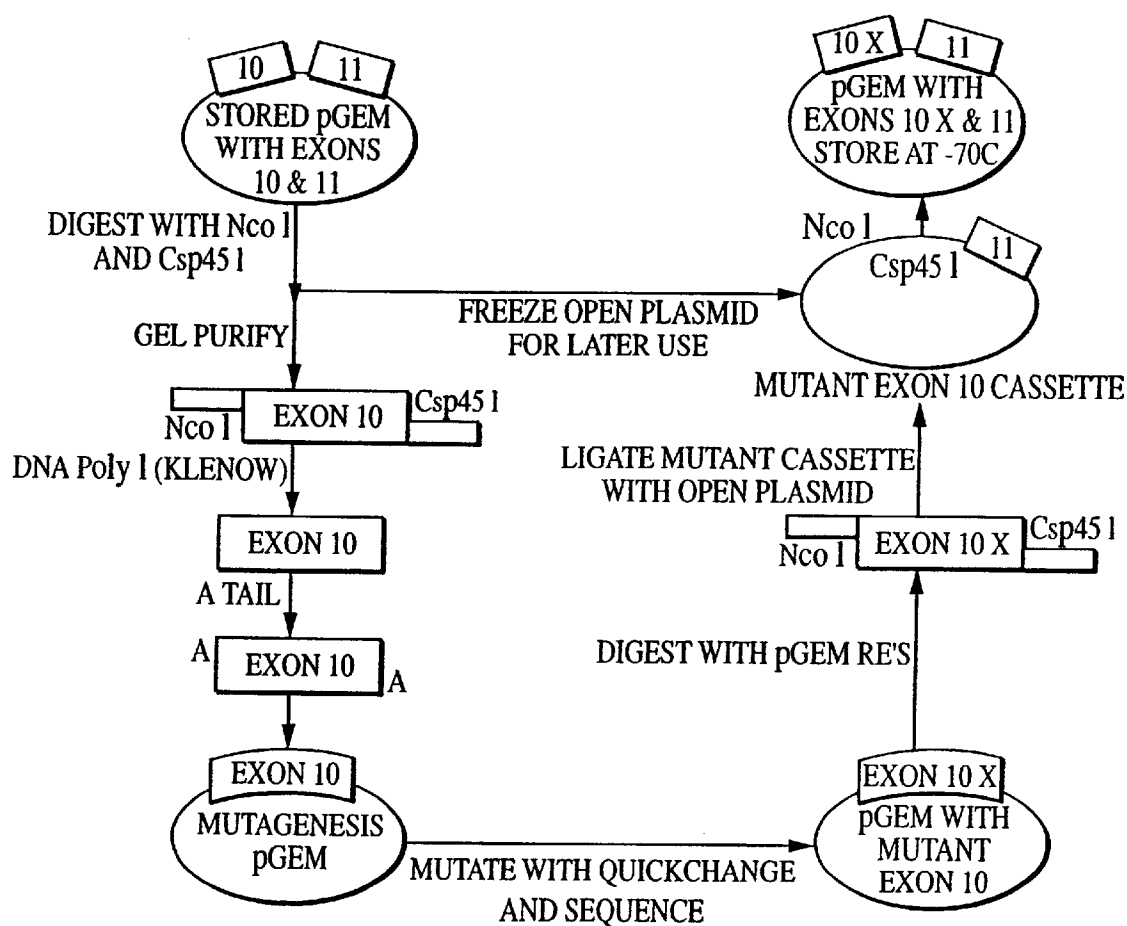 10
11
STORED pGEM
WITH EXONS
10 & 11
DIGEST WITH Nco l
AND Csp45 l
GEL PURIFY
FREEZE OPEN PLASMID
FOR LATER USE
Nco l
EXON 10
Csp45 l
DNA Poly l (KLENOW)
EXON 10
A TAIL
A
EXON 10
A
EXON 10
MUTAGENESIS
pGEM
MUTATE WITH QUICKCHANGE
AND SEQUENCE
EXON 10 X
pGEM WITH
MUTANT
EXON 10
DIGEST WITH pGEM RE'S
Nco l
EXON 10 X
Csp45 l
LIGATE MUTANT CASSETTE
WITH OPEN PLASMID
MUTANT EXON 10 CASSETTE
Nco l
Csp45 l
11
10 X
11
pGEM WITH
EXONS 10 X & 11
STORE AT -70C